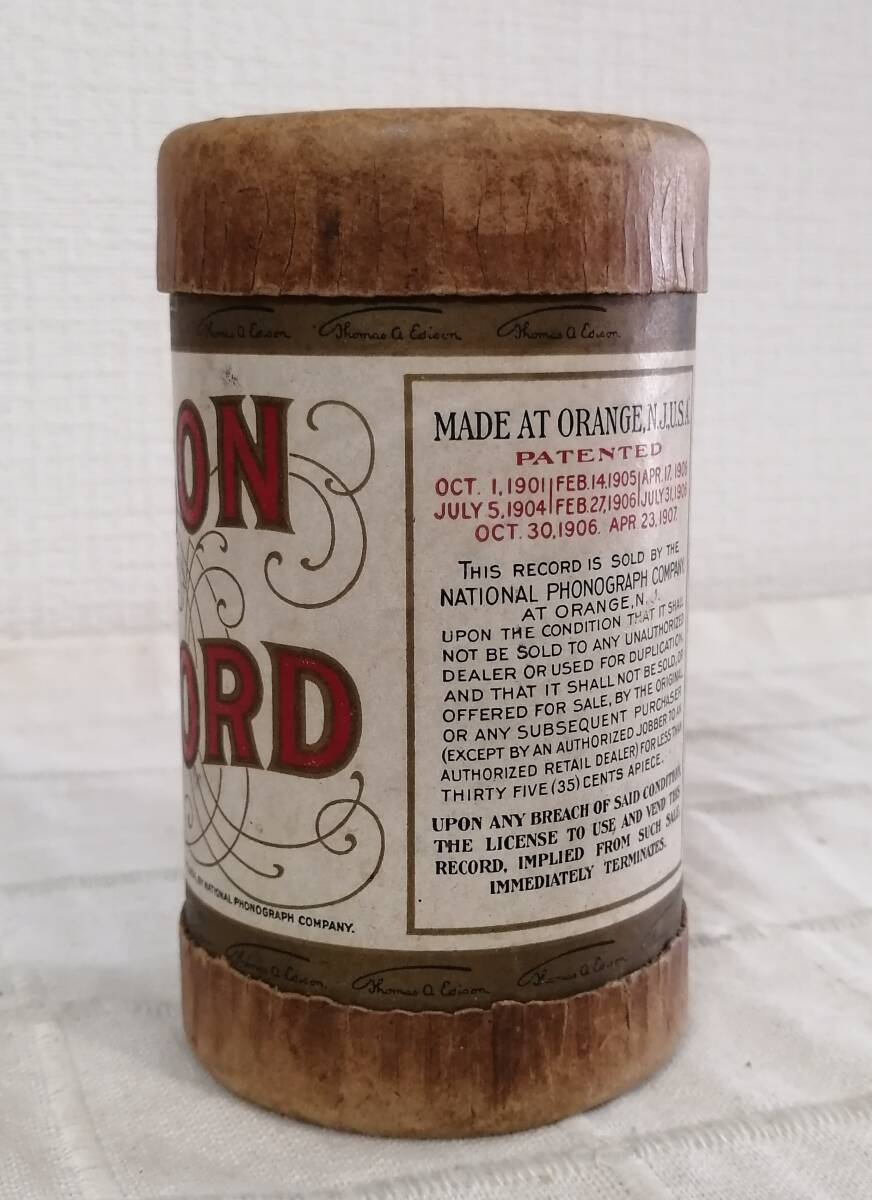 Thomas A Edison Thomas A Edison Thomas A Edison
ON
ORD
BY NATIONAL PHONOGRAPH COMPANY.
MADE AT ORANGE, N.J., U.S.A.
PATENTED
OCT. 1, 1901 FEB. 14. 1905 APR. 17. 1906
JULY 5, 1904 FEB. 27, 1906 JULY 31, 1906
OCT. 30, 1906. APR 23, 1907.
THIS RECORD IS SOLD BY THE
NATIONAL PHONOGRAPH COMPANY,
AT ORANGE, N.J.
UPON THE CONDITION THAT IT SHALL
NOT BE SOLD TO ANY UNAUTHORIZED
DEALER OR USED FOR DUPLICATION,
AND THAT IT SHALL NOT BE SOLD, OR
OFFERED FOR SALE, BY THE ORIGINAL
OR ANY SUBSEQUENT PURCHASER
(EXCEPT BY AN AUTHORIZED JOBBER TO AN
AUTHORIZED RETAIL DEALER) FOR LESS THAN
THIRTY FIVE (35) CENTS APIECE.
UPON ANY BREACH OF SAID CONDITION,
THE LICENSE TO USE AND VEND THIS
RECORD, IMPLIED FROM SUCH SALE,
IMMEDIATELY TERMINATES.
Thomas A Edison Thomas A Edison Thomas A Edison